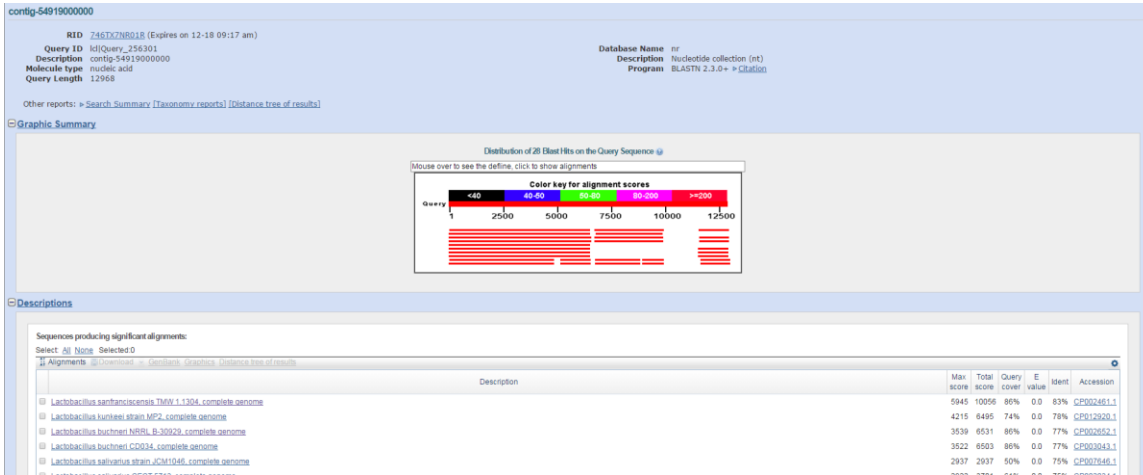 contig-54919000000
RID 746TX7NR01R (Expires on 12-18 09:17 am)
Query ID lcl|Query_256301
Description contig-54919000000
Molecule type nucleic acid
Query Length 12968
Database Name nr
Description Nucleotide collection (nt)
Program BLASTN 2.3.0+ ▸ Citation
Other reports: ▸ Search Summary [Taxonomy reports] [Distance tree of results]
Graphic Summary
Distribution of 28 Blast Hits on the Query Sequence
Mouse over to see the defline, click to show alignments
Color key for alignment scores
<40 40-50 50-80 80-200 >=200
Query
1 2500 5000 7500 10000 12500
Descriptions
Sequences producing significant alignments:
Select: All None Selected:0
Alignments Download GenBank Graphics Distance tree of results
Description Max score Total score Query cover E value Ident Accession
Lactobacillus sanfranciscensis TMW 1.1304, complete genome 5945 10056 86% 0.0 83% CP002461.1
Lactobacillus kunkeei strain MP2, complete genome 4215 6495 74% 0.0 78% CP012920.1
Lactobacillus buchneri NRRL B-30929, complete genome 3539 6531 86% 0.0 77% CP002652.1
Lactobacillus buchneri CD034, complete genome 3522 6503 86% 0.0 77% CP003043.1
Lactobacillus salivarius strain JCM1046, complete genome 2937 2937 50% 0.0 75% CP007646.1